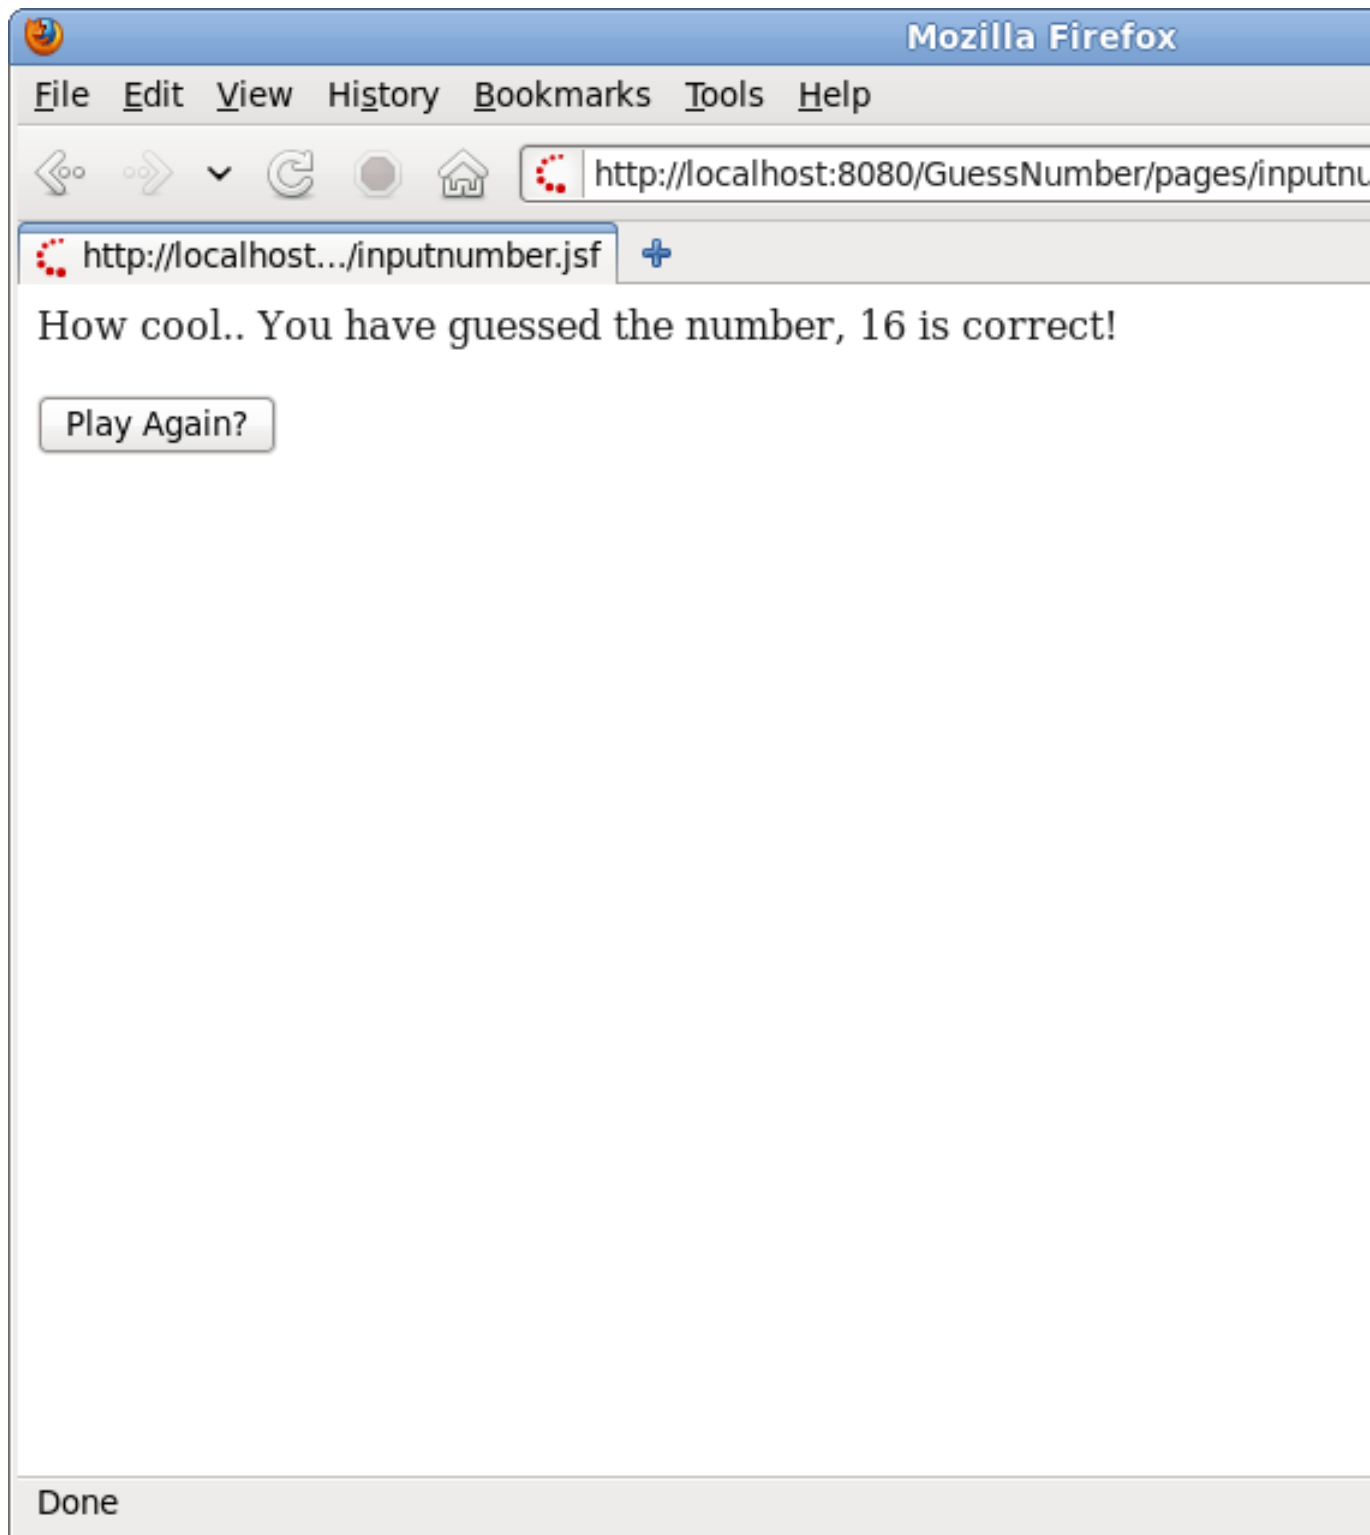 Mozilla Firefox
File Edit View History Bookmarks Tools Help
http://localhost:8080/GuessNumber/pages/inputnu
http://localhost.../inputnumber.jsf
How cool.. You have guessed the number, 16 is correct!
Play Again?
Done